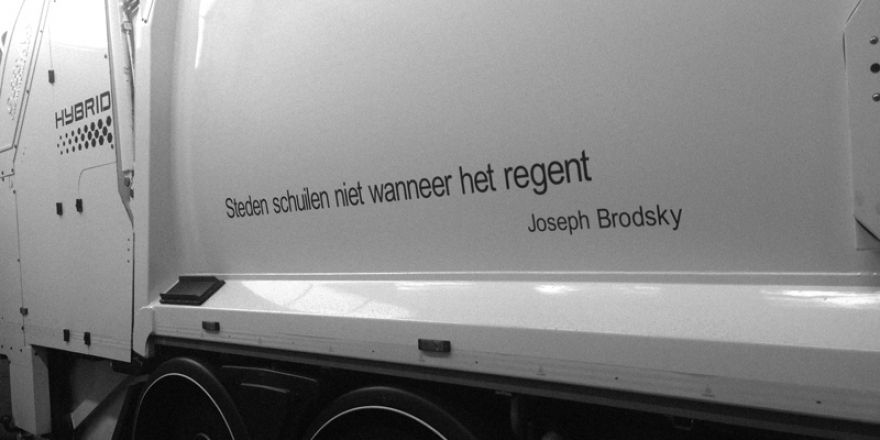 HYBRID
Steden schuilen niet wanneer het regent
Joseph Brodsky